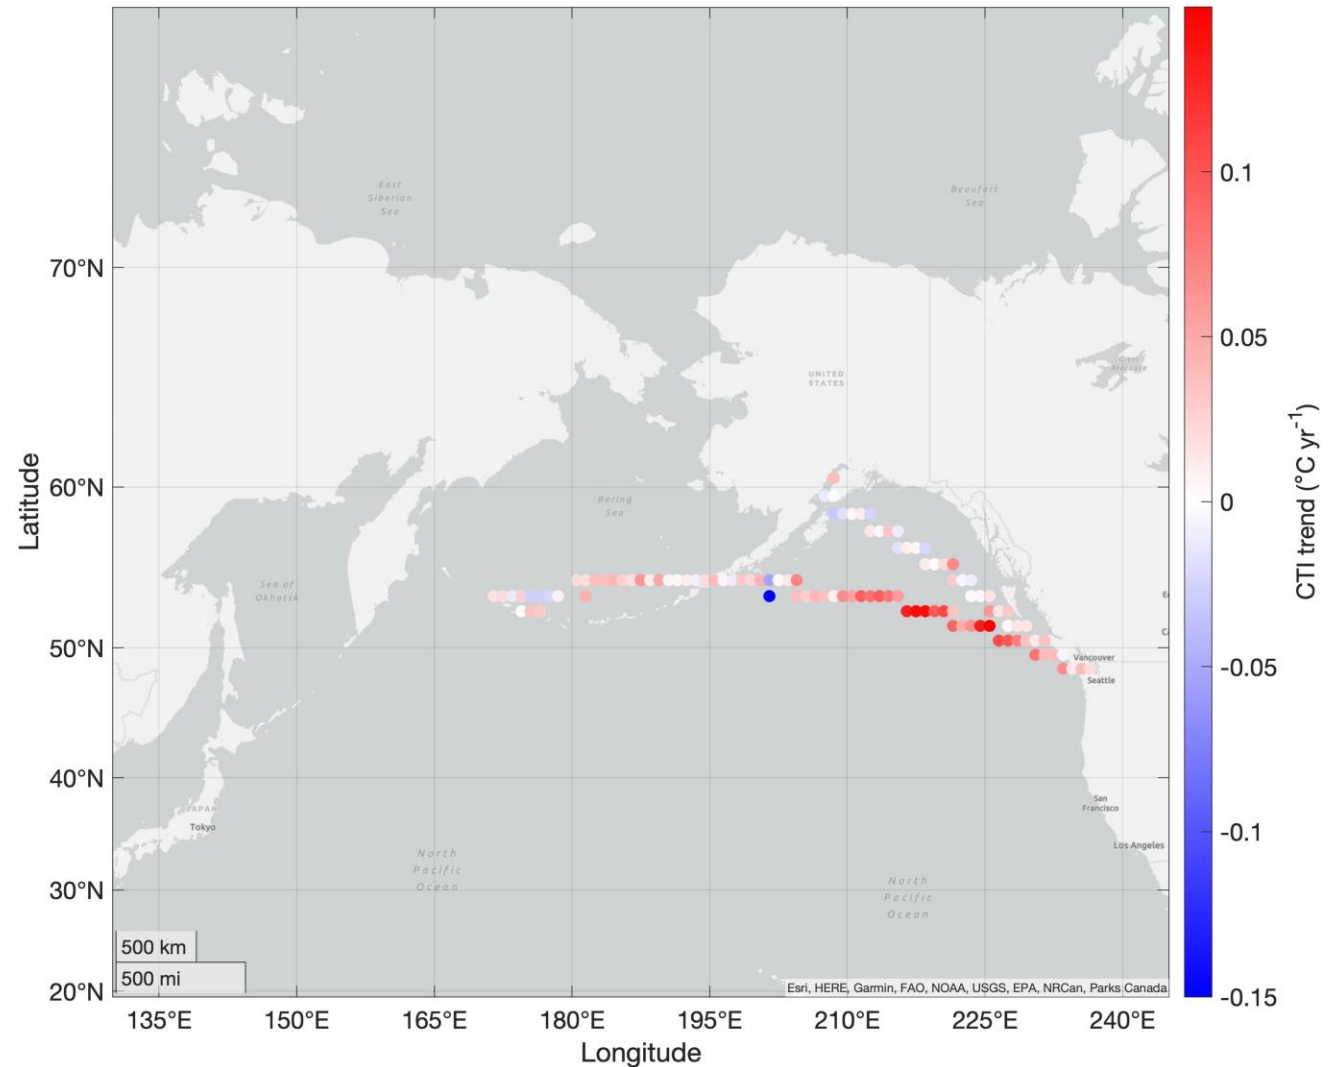 East
Siberian
Sea
Beaufort
Sea
70°N
UNITED
STATES
Great
Bear Lake
60°N
Bering
Sea
Sea of
Okhotsk
50°N
Vancouver
Seattle
40°N
JAPAN
Tokyo
San
Francisco
Los Angeles
North
Pacific
Ocean
30°N
North
Pacific
Ocean
500 km
500 mi
20°N
Esri, HERE, Garmin, FAO, NOAA, USGS, EPA, NRCan, Parks Canada
135°E 150°E 165°E 180°E 195°E 210°E 225°E 240°E
Longitude
Latitude
0.1
0.05
0
-0.05
-0.1
-0.15
CTI trend (°C yr⁻¹)